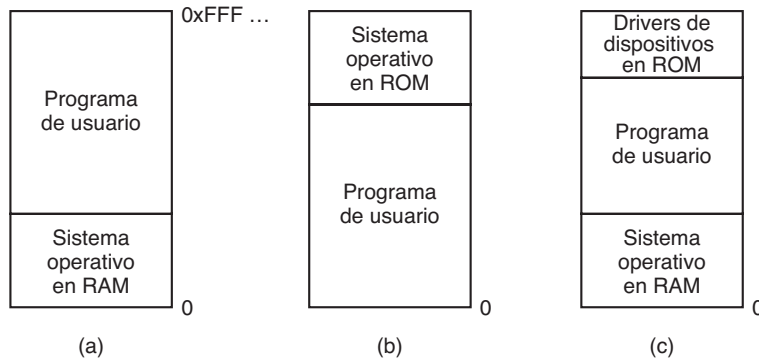 0xFFF …
Programa
de usuario
Sistema
operativo
en RAM
0
(a)
Sistema
operativo
en ROM
Programa
de usuario
0
(b)
Drivers de
dispositivos
en ROM
Programa
de usuario
Sistema
operativo
en RAM
0
(c)